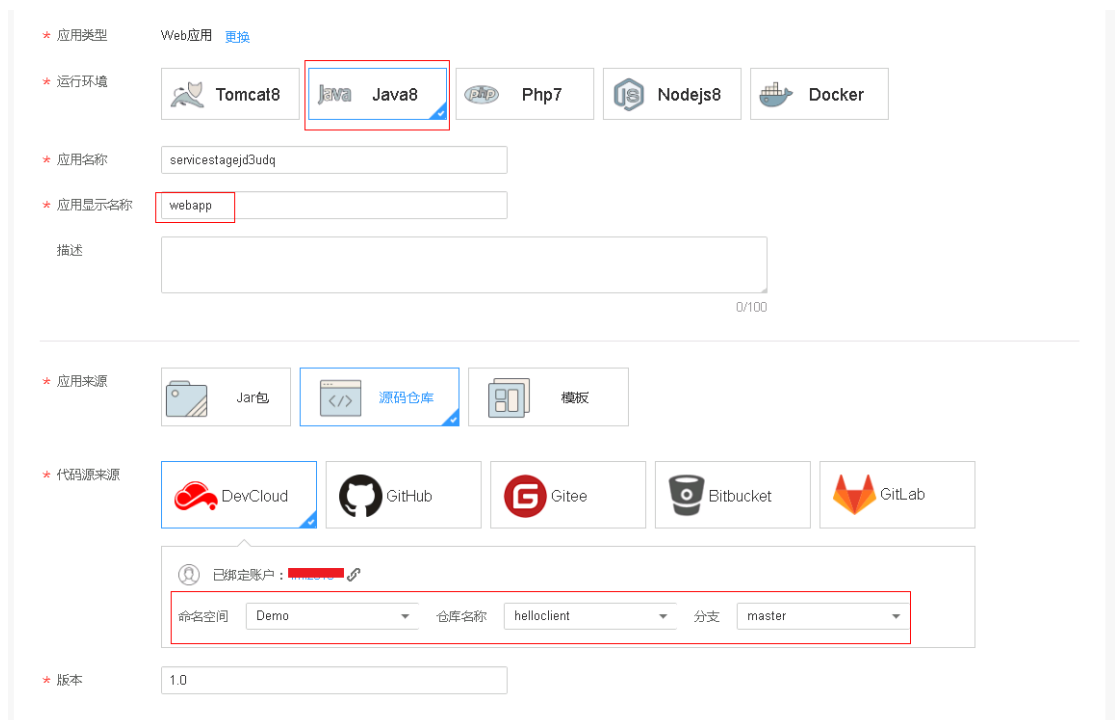 * 应用类型 Web应用 更换
* 运行环境 Tomcat8 Java Java8 php Php7 JS Nodejs8 Docker
* 应用名称 servicestagejd3udq
* 应用显示名称 webapp
描述
0/100
* 应用来源 Jar包 </> 源码仓库 模板
* 代码源来源 DevCloud GitHub G Gitee Bitbucket GitLab
已绑定账户：
命名空间 Demo 仓库名称 helloclient 分支 master
* 版本 1.0